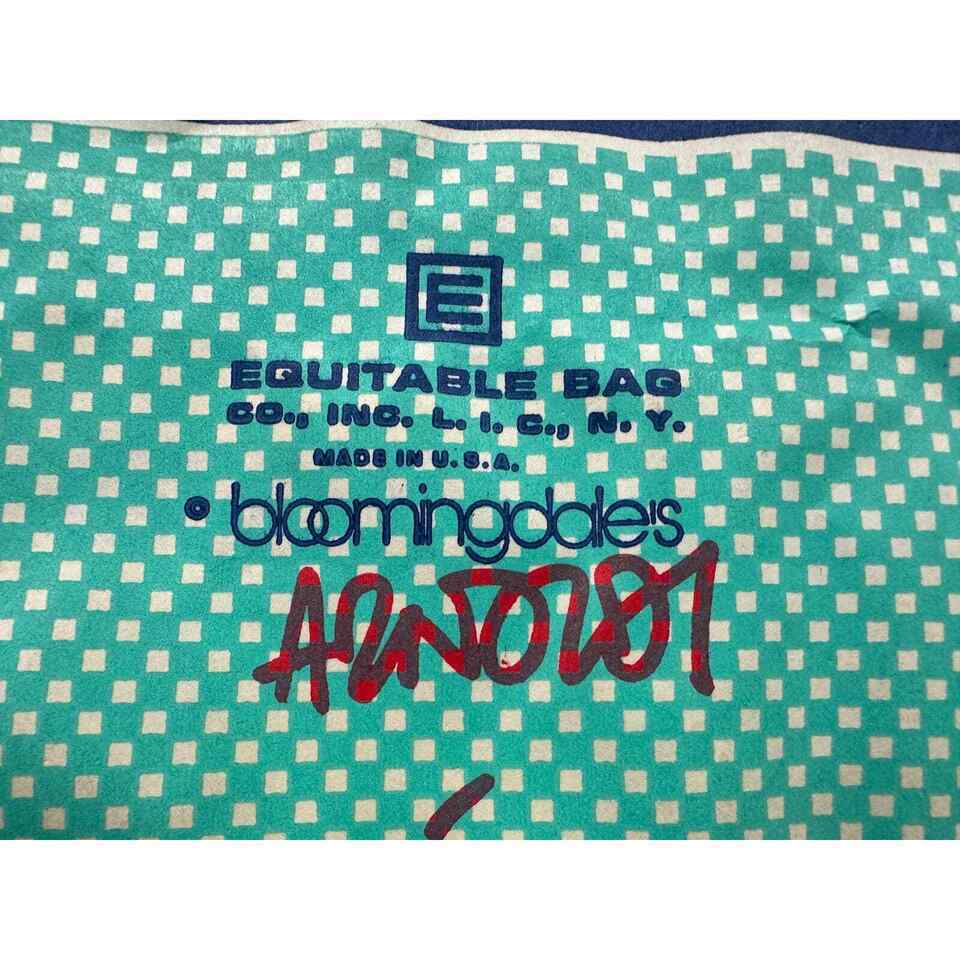 E
EQUITABLE BAG
CO., INC. L. I. C., N. Y.
MADE IN U.S.A.
© bloomingdale's